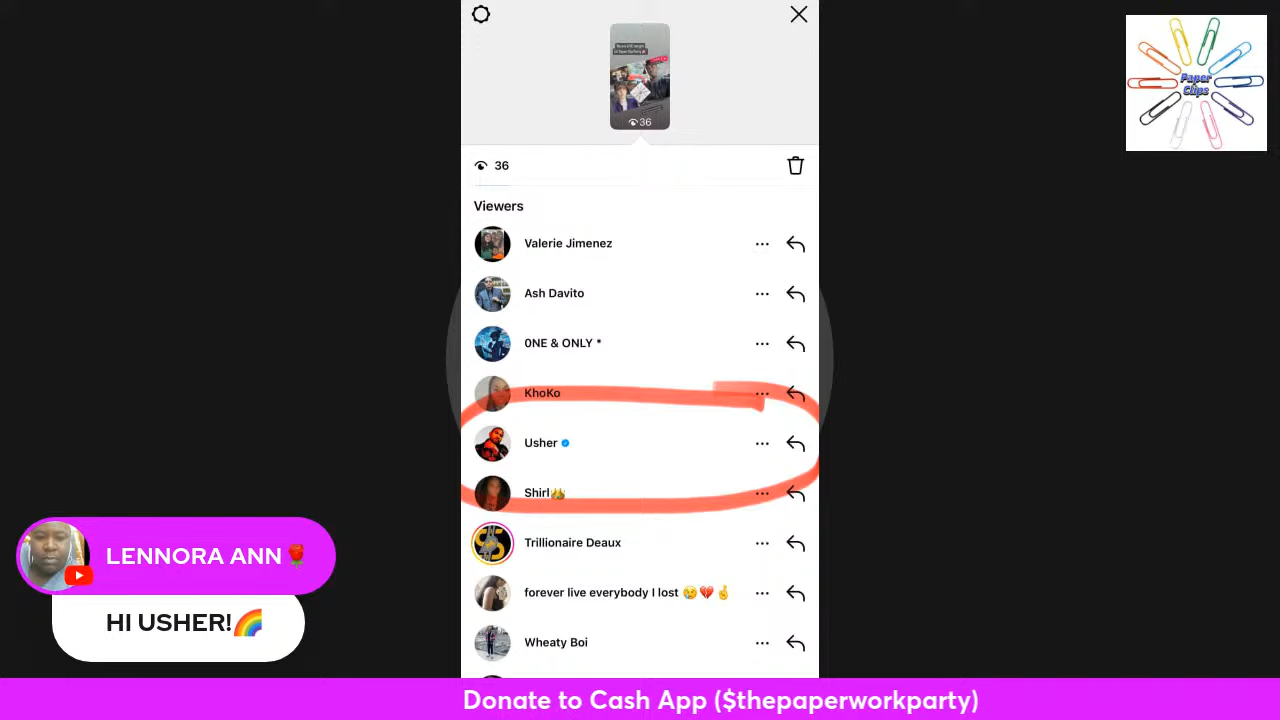 36
36
Viewers
Valerie Jimenez
Ash Davito
0NE & ONLY *
KhoKo
Usher
Shirl👑
Trillionaire Deaux
forever live everybody I lost 😢💔🤞
Wheaty Boi
Paper
Clips
LENNORA ANN🌹
HI USHER!🌈
Donate to Cash App ($thepaperworkparty)